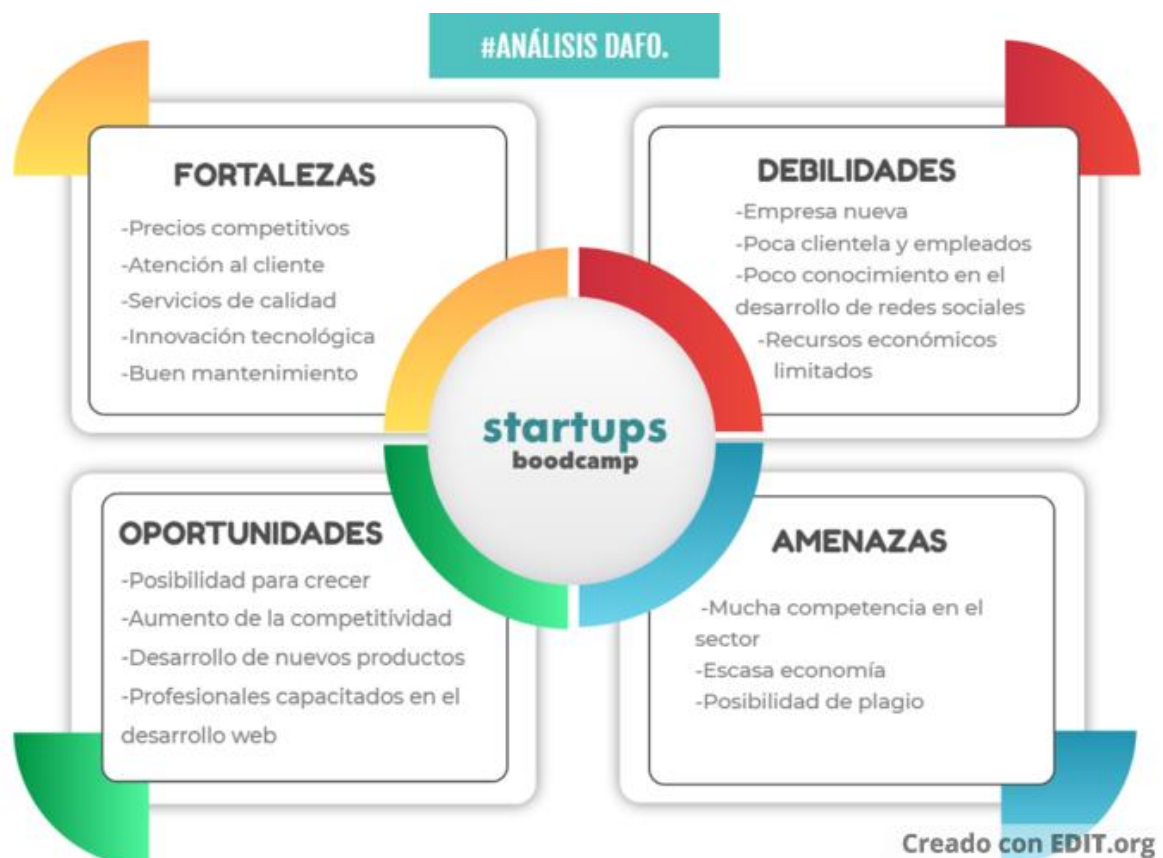 #ANÁLISIS DAFO.
FORTALEZAS
-Precios competitivos
-Atención al cliente
-Servicios de calidad
-Innovación tecnológica
-Buen mantenimiento
DEBILIDADES
-Empresa nueva
-Poca clientela y empleados
-Poco conocimiento en el
desarrollo de redes sociales
-Recursos económicos
limitados
startups
boodcamp
OPORTUNIDADES
-Posibilidad para crecer
-Aumento de la competitividad
-Desarrollo de nuevos productos
-Profesionales capacitados en el
desarrollo web
AMENAZAS
-Mucha competencia en el
sector
-Escasa economía
-Posibilidad de plagio
Creado con EDIT.org